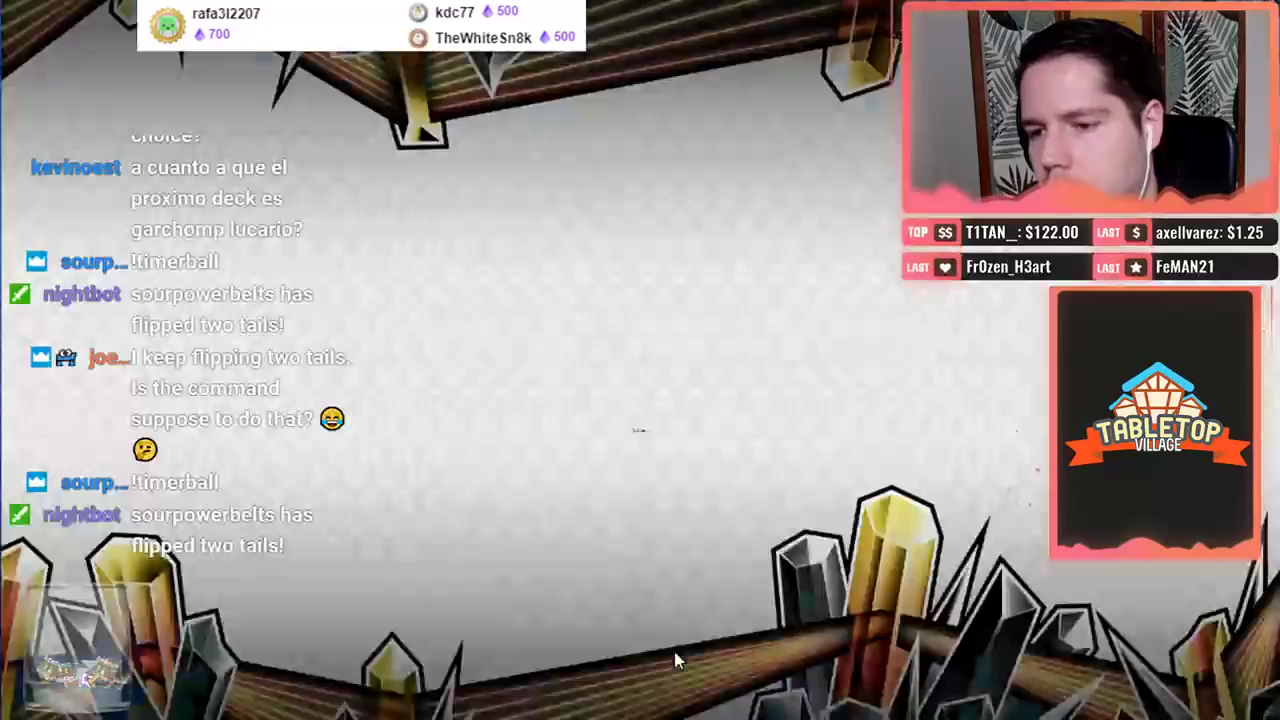 rafa3l2207
700
kdc77 500
TheWhiteSn8k 500
choice?
kevinoest a cuanto a que el
proximo deck es
garchomp lucario?
sourp... !timerball
nightbot sourpowerbelts has
flipped two tails!
joe... I keep flipping two tails.
Is the command
suppose to do that? 😂
🤔
sourp... !timerball
nightbot sourpowerbelts has
flipped two tails!
TOP $$ T1TAN__: $122.00
LAST $ axellvarez: $1.25
LAST Fr0zen_H3art
LAST FeMAN21
TABLETOP
VILLAGE